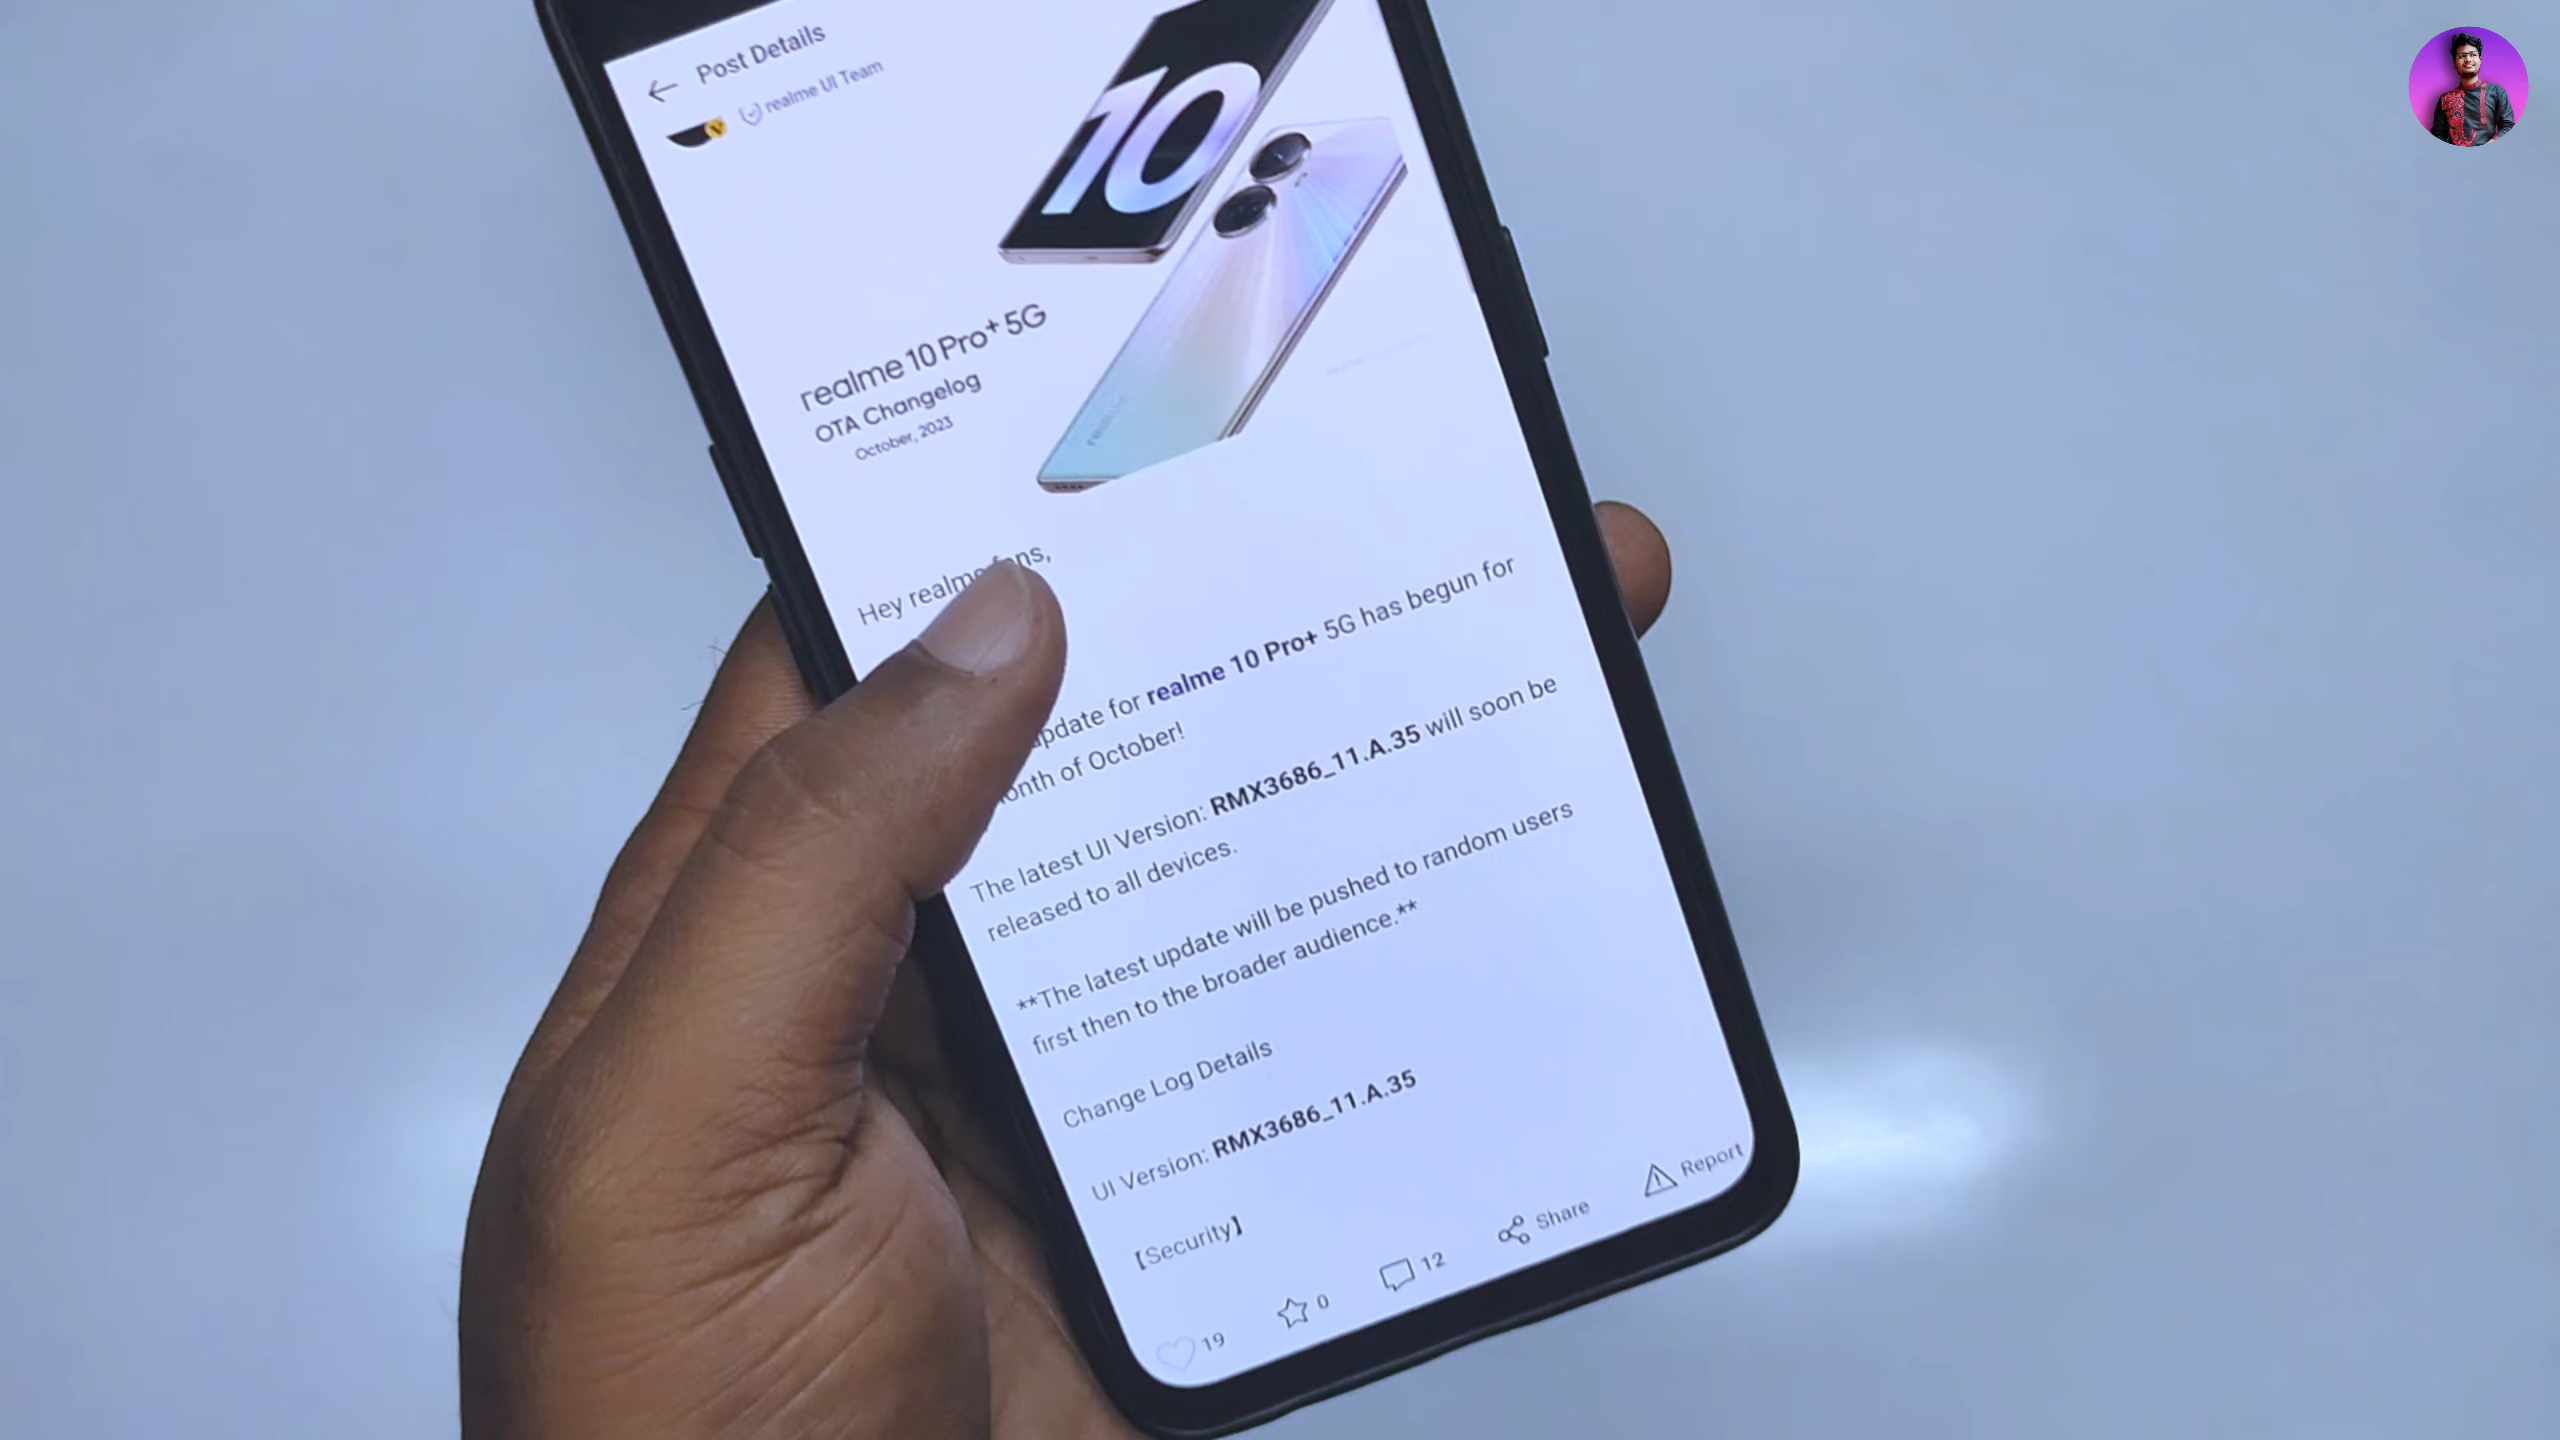 Post Details
realme UI Team
10
realme 10 Pro+ 5G
OTA Changelog
October, 2023
realme
Hey realme fans,
update for realme 10 Pro+ 5G has begun for
month of October!
The latest UI Version: RMX3686_11.A.35 will soon be
released to all devices.
**The latest update will be pushed to random users
first then to the broader audience.**
Change Log Details
UI Version: RMX3686_11.A.35
【Security】
19
0
12
Share
Report